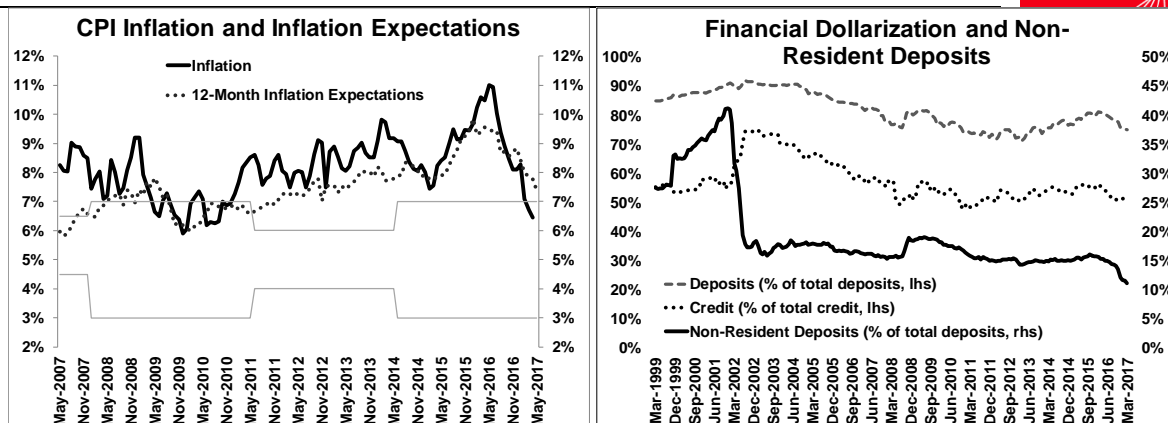 CPI Inflation and Inflation Expectations
12%
11%
10%
9%
8%
7%
6%
5%
4%
3%
2%
12%
11%
10%
9%
8%
7%
6%
5%
4%
3%
2%
Inflation
12-Month Inflation Expectations
May-2007
Nov-2007
May-2008
Nov-2008
May-2009
Nov-2009
May-2010
Nov-2010
May-2011
Nov-2011
May-2012
Nov-2012
May-2013
Nov-2013
May-2014
Nov-2014
May-2015
Nov-2015
May-2016
Nov-2016
May-2017
Financial Dollarization and Non-
Resident Deposits
100%
90%
80%
70%
60%
50%
40%
30%
20%
10%
0%
50%
45%
40%
35%
30%
25%
20%
15%
10%
5%
0%
Deposits (% of total deposits, lhs)
Credit (% of total credit, lhs)
Non-Resident Deposits (% of total deposits, rhs)
Mar-1999
Dec-1999
Sep-2000
Jun-2001
Mar-2002
Dec-2002
Sep-2003
Jun-2004
Mar-2005
Dec-2005
Sep-2006
Jun-2007
Mar-2008
Dec-2008
Sep-2009
Jun-2010
Mar-2011
Dec-2011
Sep-2012
Jun-2013
Mar-2014
Dec-2014
Sep-2015
Jun-2016
Mar-2017